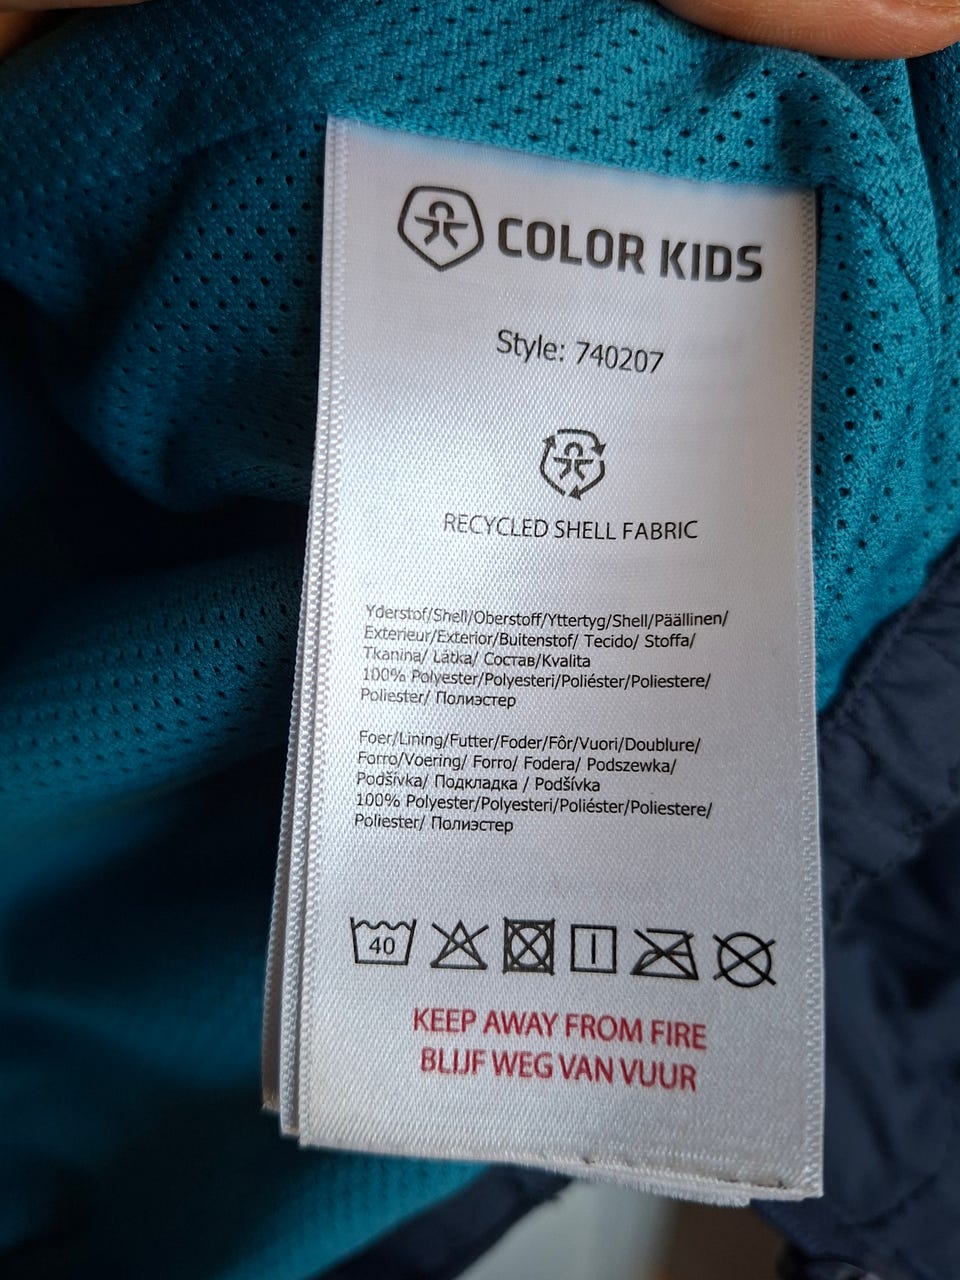 COLOR KIDS
Style: 740207
RECYCLED SHELL FABRIC
Yderstof/Shell/Oberstoff/Yttertyg/Shell/Päällinen/
Exterieur/Exterior/Buitenstof/ Tecido/ Stoffa/
Tkanina/ Látka/ Состав/Kvalita
100% Polyester/Polyesteri/Poliéster/Poliestere/
Poliester/ Полиэстер
Foer/Lining/Futter/Foder/Fôr/Vuori/Doublure/
Forro/Voering/ Forro/ Fodera/ Podszewka/
Podšívka/ Подкладка / Podšívka
100% Polyester/Polyesteri/Poliéster/Poliestere/
Poliester/ Полиэстер
40
KEEP AWAY FROM FIRE
BLIJF WEG VAN VUUR